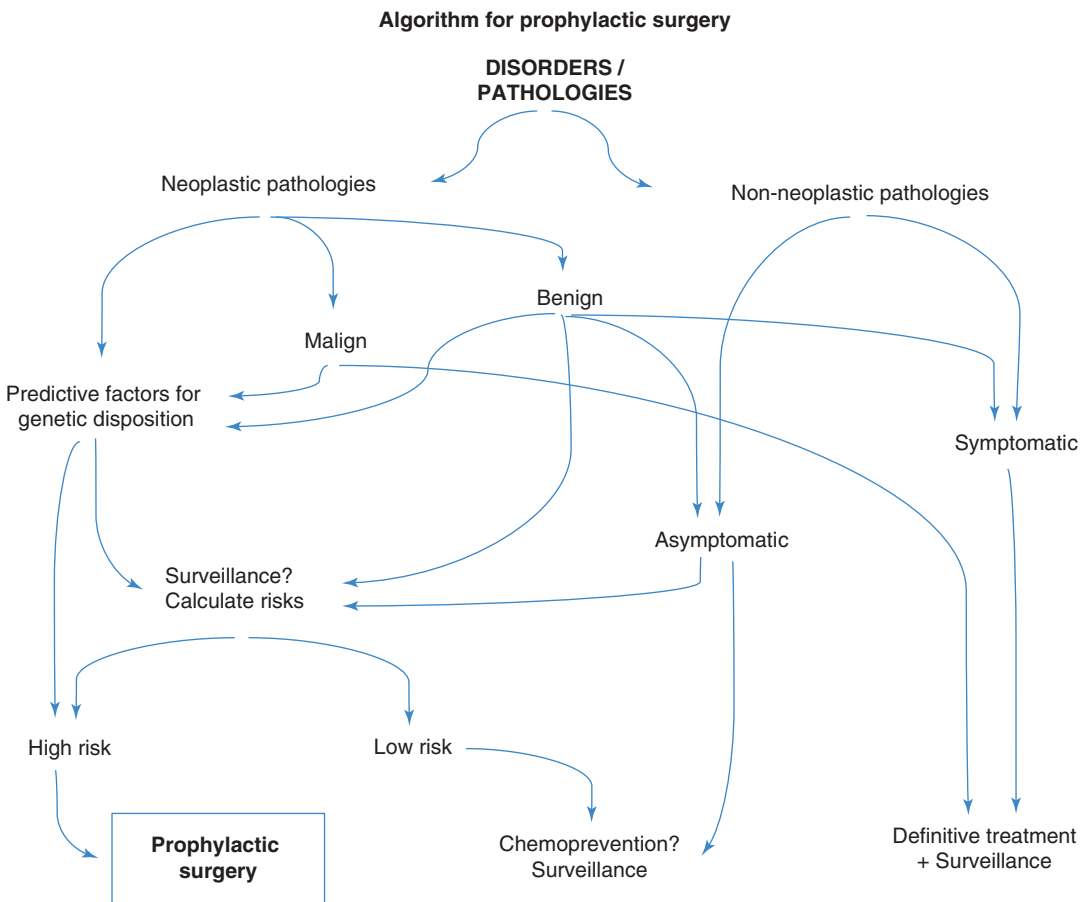 Algorithm for prophylactic surgery
DISORDERS /
PATHOLOGIES
Neoplastic pathologies
Non-neoplastic pathologies
Benign
Malign
Predictive factors for
genetic disposition
Symptomatic
Asymptomatic
Surveillance?
Calculate risks
High risk
Low risk
Prophylactic
surgery
Chemoprevention?
Surveillance
Definitive treatment
+ Surveillance